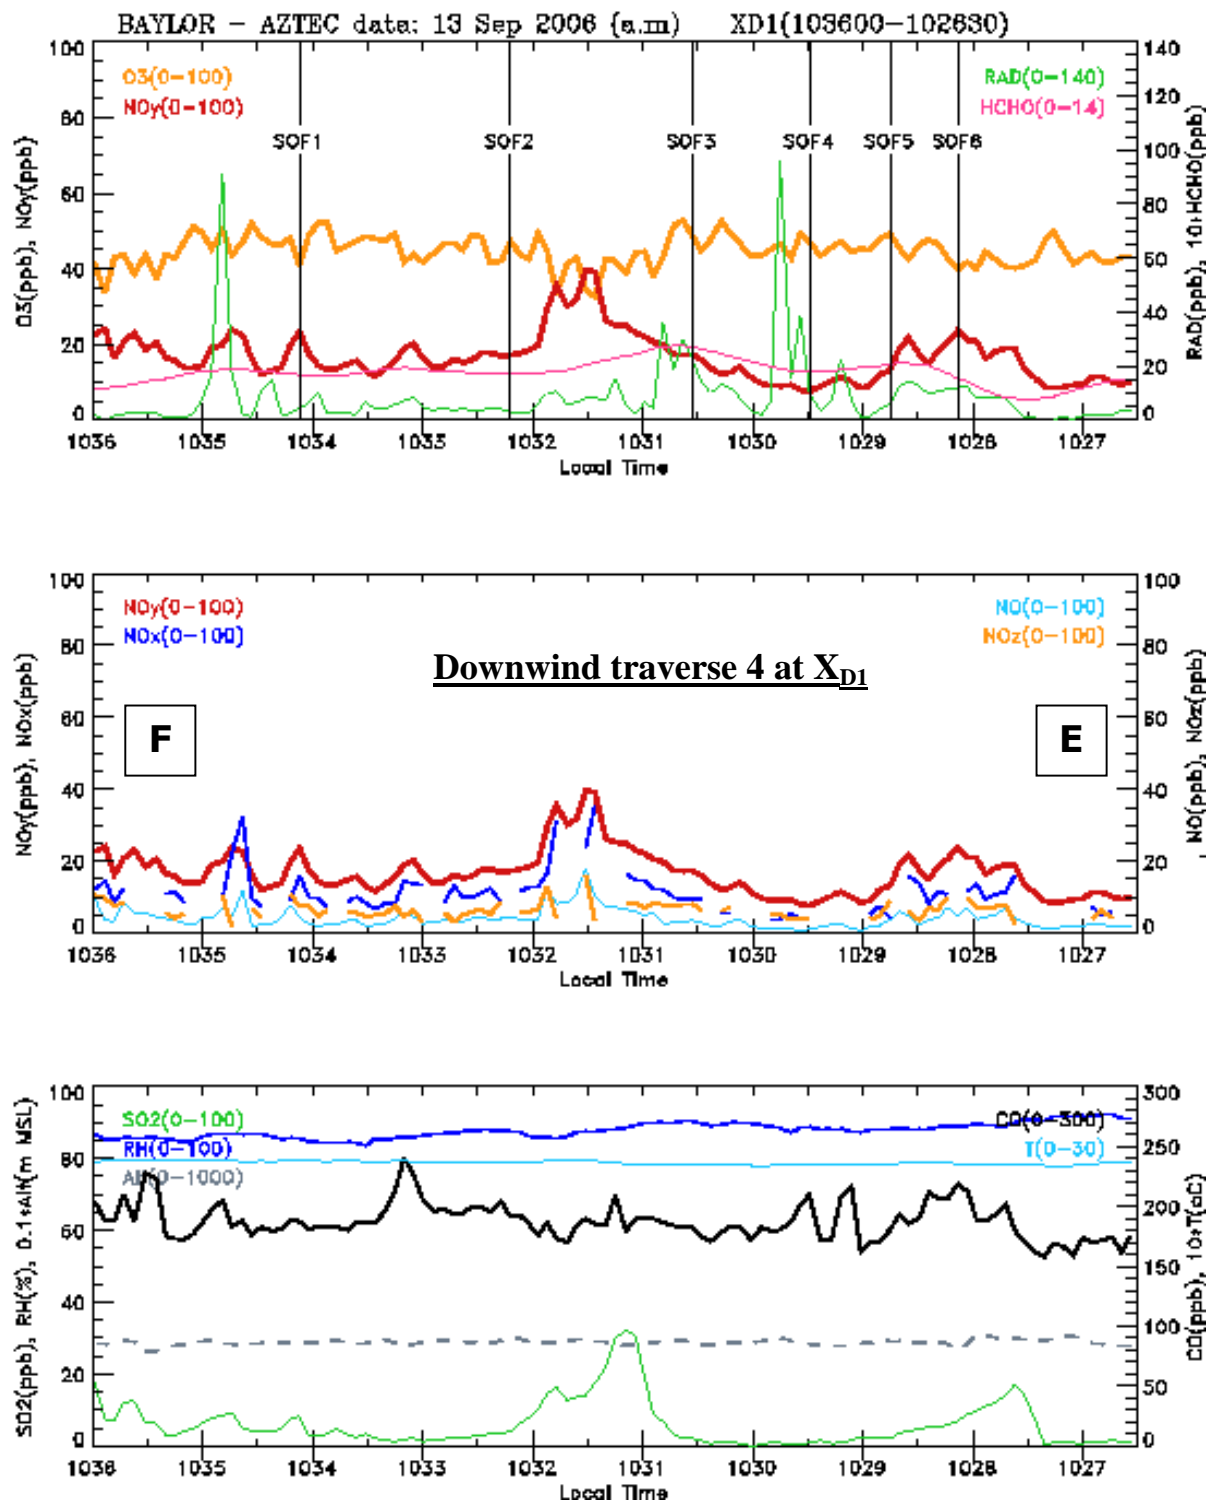 BAYLOR - AZTEC data: 13 Sep 2006 (a.m) XD1(103600-102630)
100 140
O3(0-100) RAD(0-140)
NOy(0-100) HCHO(0-14)
120
80
SOF1 SOF2 SOF3 SOF4 SOF5 SOF6
100
60
80
40 60
40
20
20
0 0
O3(ppb), NOy(ppb)
RAD(ppb), 10*HCHO(ppb)
1036 1035 1034 1033 1032 1031 1030 1029 1028 1027
Local Time
100 100
NOy(0-100) NO(0-100)
NOx(0-100) NOz(0-100)
80 80
Downwind traverse 4 at XD1
60 60
F E
40 40
20 20
0 0
NOy(ppb), NOx(ppb)
, NO(ppb), NOz(ppb)
1036 1035 1034 1033 1032 1031 1030 1029 1028 1027
Local Time
100 300
SO2(0-100) CO(0-300)
RH(0-100) T(0-30)
250
80
Alt(0-1000)
200
60
150
40
100
20 50
0 0
SO2(ppb), RH(%), 0.1*Alt(m MSL)
CO(ppb), 10*T(oC)
1036 1035 1034 1033 1032 1031 1030 1029 1028 1027
Local Time